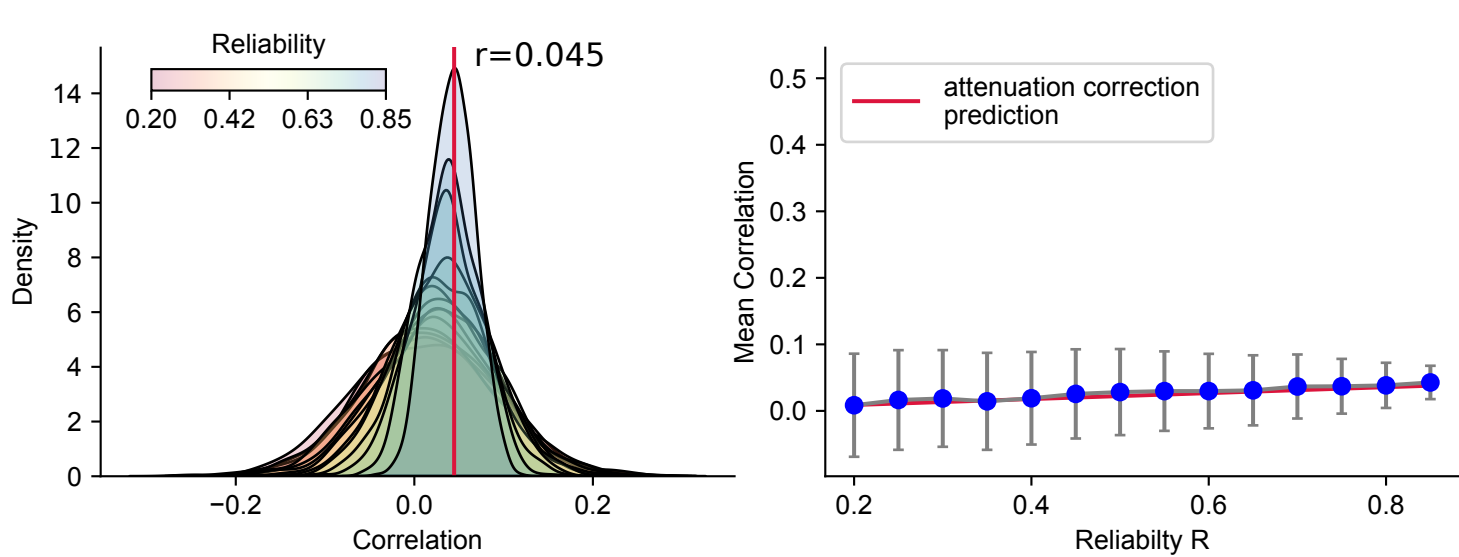 Reliability
0.20 0.42 0.63 0.85
r=0.045
14
12
10
8
6
4
2
0
Density
−0.2 0.0 0.2
Correlation
attenuation correction
prediction
0.5
0.4
0.3
0.2
0.1
0.0
Mean Correlation
0.2 0.4 0.6 0.8
Reliabilty R